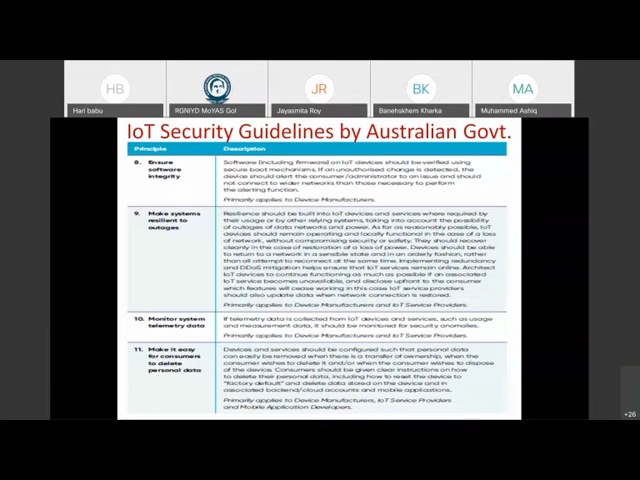 HB
JR
BK
MA
Hari babu
RGNIYD MoYAS GoI
Jayasmita Roy
Banehskhem Kharka
Muhammed Ashiq
IoT Security Guidelines by Australian Govt.
Principle Description
8. Ensure software integrity
Software (including firmware) on IoT devices should be verified using
secure boot mechanisms. If an unauthorised change is detected, the
device should alert the consumer/administrator to an issue and should
not connect to wider networks than those necessary to perform
the alerting function.
Primarily applies to Device Manufacturers.
9. Make systems resilient to outages
Resilience should be built into IoT devices and services where required by
their usage or by other relying systems, taking into account the possibility
of outages of data networks and power. As far as reasonably possible, IoT
devices should remain operating and locally functional in the case of a loss
of network, without compromising security or safety. They should recover
cleanly in the case of restoration of a loss of power. Devices should be able
to return to a network in a sensible state and in an orderly fashion, rather
than all attempt to reconnect at the same time. Implementing redundancy
and DDoS mitigation helps ensure that IoT services remain online. Architect
IoT devices to continue functioning as much as possible if an associated
IoT service becomes unavailable, and disclose upfront to the consumer
which features will cease working in this case. IoT service providers
should also update data when network connection is restored.
Primarily applies to Device Manufacturers and IoT Service Providers.
10. Monitor system telemetry data
If telemetry data is collected from IoT devices and services, such as usage
and measurement data, it should be monitored for security anomalies.
Primarily applies to Device Manufacturers and IoT Service Providers.
11. Make it easy for consumers to delete personal data
Devices and services should be configured such that personal data
can easily be removed when there is a transfer of ownership, when the
consumer wishes to delete it and/or when the consumer wishes to dispose
of the device. Consumers should be given clear instructions on how
to delete their personal data, including how to reset the device to
"factory default" and delete data stored on the device and in
associated backend/cloud accounts and mobile applications.
Primarily applies to Device Manufacturers, IoT Service Providers
and Mobile Application Developers.
+26